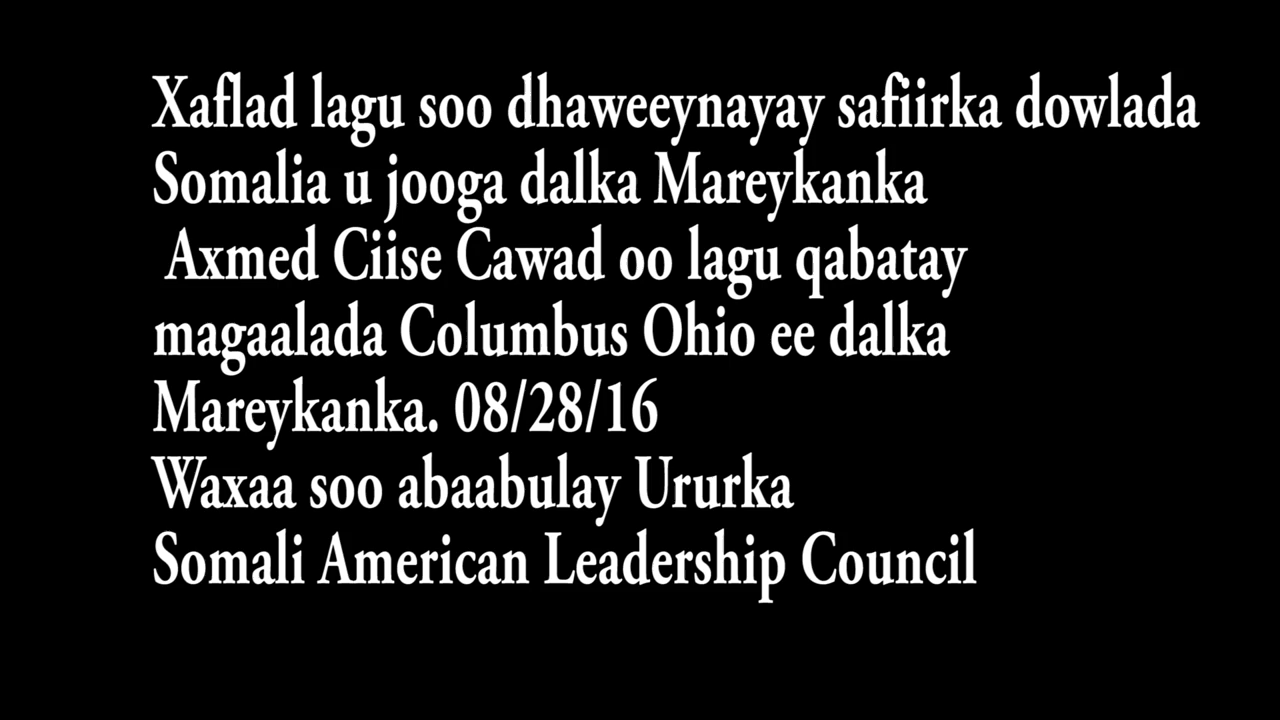 Xaflad lagu soo dhaweeynayay safiirka dowlada
Somalia u jooga dalka Mareykanka
Axmed Ciise Cawad oo lagu qabatay
magaalada Columbus Ohio ee dalka
Mareykanka. 08/28/16
Waxaa soo abaabulay Ururka
Somali American Leadership Council